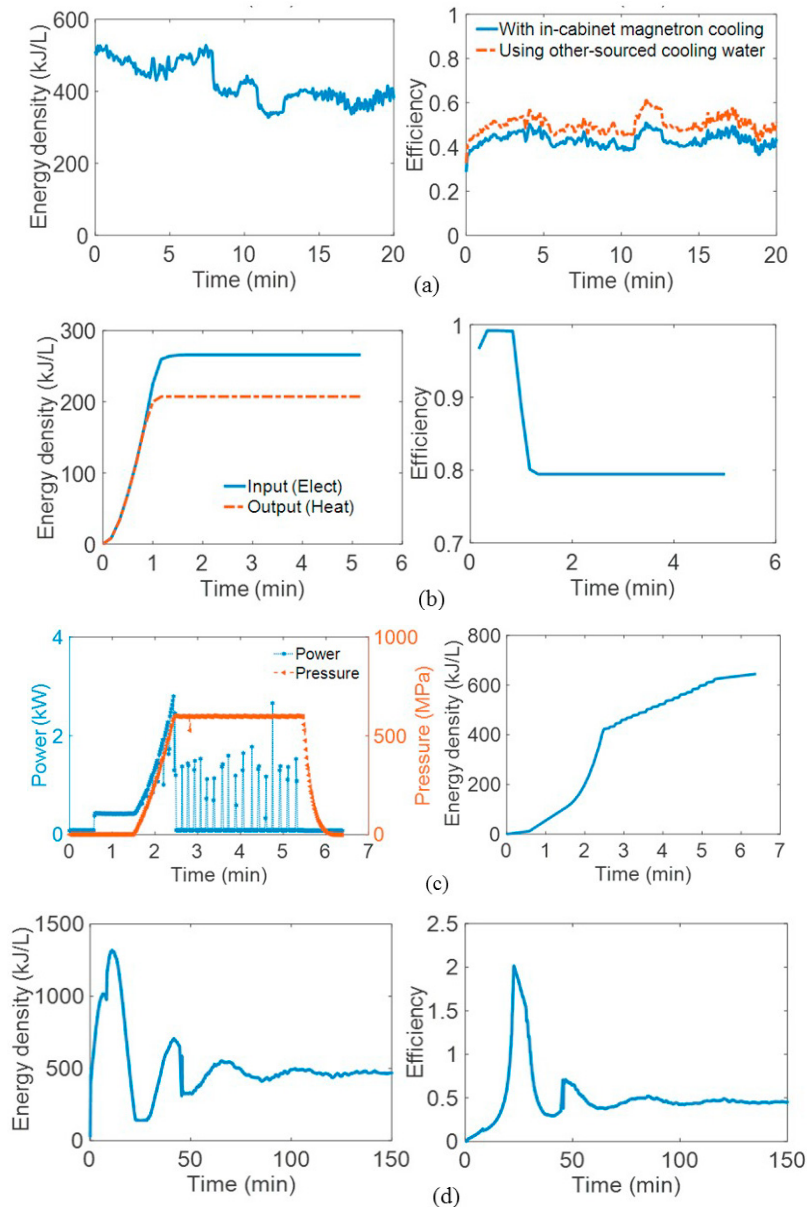 Energy density (kJ/L)
600
400
200
0
0 5 10 15 20
Time (min)
Efficiency
1
0.8
0.6
0.4
0.2
0
With in-cabinet magnetron cooling
Using other-sourced cooling water
0 5 10 15 20
Time (min)
(a)
Energy density (kJ/L)
300
200
100
0
Input (Elect)
Output (Heat)
0 1 2 3 4 5 6
Time (min)
Efficiency
1
0.9
0.8
0.7
0 2 4 6
Time (min)
(b)
Power (kW)
4
2
0
Power
Pressure
1000
500
0
Pressure (MPa)
0 1 2 3 4 5 6 7
Time (min)
Energy density (kJ/L)
800
600
400
200
0
0 1 2 3 4 5 6 7
Time (min)
(c)
Energy density (kJ/L)
1500
1000
500
0
0 50 100 150
Time (min)
Efficiency
2.5
2
1.5
1
0.5
0
0 50 100 150
Time (min)
(d)